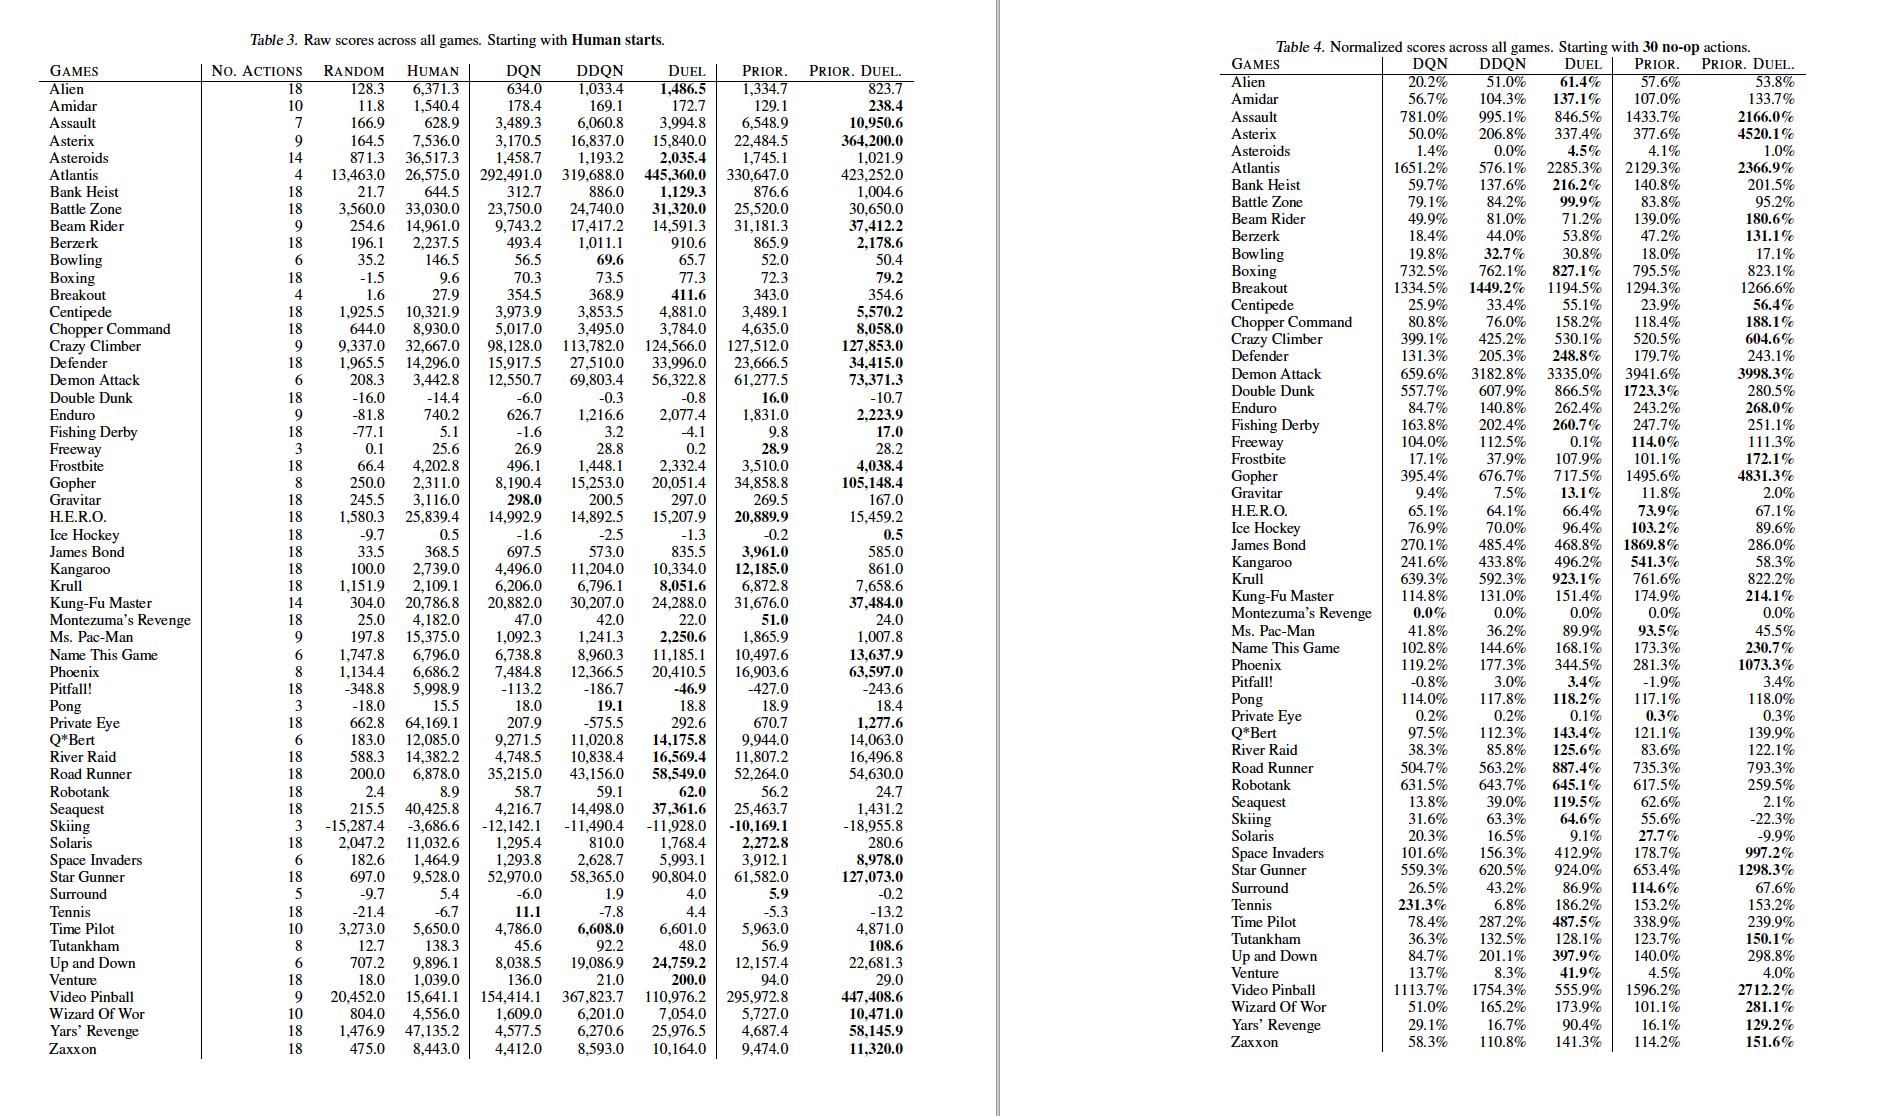 Table 3. Raw scores across all games. Starting with Human starts.
GAMES NO. ACTIONS RANDOM HUMAN DQN DDQN DUEL PRIOR. PRIOR. DUEL.
Alien 18 128.3 6,371.3 634.0 1,033.4 1,486.5 1,334.7 823.7
Amidar 10 11.8 1,540.4 178.4 169.1 172.7 129.1 238.4
Assault 7 166.9 628.9 3,489.3 6,060.8 3,994.8 6,548.9 10,950.6
Asterix 9 164.5 7,536.0 3,170.5 16,837.0 15,840.0 22,484.5 364,200.0
Asteroids 14 871.3 36,517.3 1,458.7 1,193.2 2,035.4 1,745.1 1,021.9
Atlantis 4 13,463.0 26,575.0 292,491.0 319,688.0 445,360.0 330,647.0 423,252.0
Bank Heist 18 21.7 644.5 312.7 886.0 1,129.3 876.6 1,004.6
Battle Zone 18 3,560.0 33,030.0 23,750.0 24,740.0 31,320.0 25,520.0 30,650.0
Beam Rider 9 254.6 14,961.0 9,743.2 17,417.2 14,591.3 31,181.3 37,412.2
Berzerk 18 196.1 2,237.5 493.4 1,011.1 910.6 865.9 2,178.6
Bowling 6 35.2 146.5 56.5 69.6 65.7 52.0 50.4
Boxing 18 -1.5 9.6 70.3 73.5 77.3 72.3 79.2
Breakout 4 1.6 27.9 354.5 368.9 411.6 343.0 354.6
Centipede 18 1,925.5 10,321.9 3,973.9 3,853.5 4,881.0 3,489.1 5,570.2
Chopper Command 18 644.0 8,930.0 5,017.0 3,495.0 3,784.0 4,635.0 8,058.0
Crazy Climber 9 9,337.0 32,667.0 98,128.0 113,782.0 124,566.0 127,512.0 127,853.0
Defender 18 1,965.5 14,296.0 15,917.5 27,510.0 33,996.0 23,666.5 34,415.0
Demon Attack 6 208.3 3,442.8 12,550.7 69,803.4 56,322.8 61,277.5 73,371.3
Double Dunk 18 -16.0 -14.4 -6.0 -0.3 -0.8 16.0 -10.7
Enduro 9 -81.8 740.2 626.7 1,216.6 2,077.4 1,831.0 2,223.9
Fishing Derby 18 -77.1 5.1 -1.6 3.2 -4.1 9.8 17.0
Freeway 3 0.1 25.6 26.9 28.8 0.2 28.9 28.2
Frostbite 18 66.4 4,202.8 496.1 1,448.1 2,332.4 3,510.0 4,038.4
Gopher 8 250.0 2,311.0 8,190.4 15,253.0 20,051.4 34,858.8 105,148.4
Gravitar 18 245.5 3,116.0 298.0 200.5 297.0 269.5 167.0
H.E.R.O. 18 1,580.3 25,839.4 14,992.9 14,892.5 15,207.9 20,889.9 15,459.2
Ice Hockey 18 -9.7 0.5 -1.6 -2.5 -1.3 -0.2 0.5
James Bond 18 33.5 368.5 697.5 573.0 835.5 3,961.0 585.0
Kangaroo 18 100.0 2,739.0 4,496.0 11,204.0 10,334.0 12,185.0 861.0
Krull 18 1,151.9 2,109.1 6,206.0 6,796.1 8,051.6 6,872.8 7,658.6
Kung-Fu Master 14 304.0 20,786.8 20,882.0 30,207.0 24,288.0 31,676.0 37,484.0
Montezuma's Revenge 18 25.0 4,182.0 47.0 42.0 22.0 51.0 24.0
Ms. Pac-Man 9 197.8 15,375.0 1,092.3 1,241.3 2,250.6 1,865.9 1,007.8
Name This Game 6 1,747.8 6,796.0 6,738.8 8,960.3 11,185.1 10,497.6 13,637.9
Phoenix 8 1,134.4 6,686.2 7,484.8 12,366.5 20,410.5 16,903.6 63,597.0
Pitfall! 18 -348.8 5,998.9 -113.2 -186.7 -46.9 -427.0 -243.6
Pong 3 -18.0 15.5 18.0 19.1 18.8 18.9 18.4
Private Eye 18 662.8 64,169.1 207.9 -575.5 292.6 670.7 1,277.6
Q*Bert 6 183.0 12,085.0 9,271.5 11,020.8 14,175.8 9,944.0 14,063.0
River Raid 18 588.3 14,382.2 4,748.5 10,838.4 16,569.4 11,807.2 16,496.8
Road Runner 18 200.0 6,878.0 35,215.0 43,156.0 58,549.0 52,264.0 54,630.0
Robotank 18 2.4 8.9 58.7 59.1 62.0 56.2 24.7
Seaquest 18 215.5 40,425.8 4,216.7 14,498.0 37,361.6 25,463.7 1,431.2
Skiing 3 -15,287.4 -3,686.6 -12,142.1 -11,490.4 -11,928.0 -10,169.1 -18,955.8
Solaris 18 2,047.2 11,032.6 1,295.4 810.0 1,768.4 2,272.8 280.6
Space Invaders 6 182.6 1,464.9 1,293.8 2,628.7 5,993.1 3,912.1 8,978.0
Star Gunner 18 697.0 9,528.0 52,970.0 58,365.0 90,804.0 61,582.0 127,073.0
Surround 5 -9.7 5.4 -6.0 1.9 4.0 5.9 -0.2
Tennis 18 -21.4 -6.7 11.1 -7.8 4.4 -5.3 -13.2
Time Pilot 10 3,273.0 5,650.0 4,786.0 6,608.0 6,601.0 5,963.0 4,871.0
Tutankham 8 12.7 138.3 45.6 92.2 48.0 56.9 108.6
Up and Down 6 707.2 9,896.1 8,038.5 19,086.9 24,759.2 12,157.4 22,681.3
Venture 18 18.0 1,039.0 136.0 21.0 200.0 94.0 29.0
Video Pinball 9 20,452.0 15,641.1 154,414.1 367,823.7 110,976.2 295,972.8 447,408.6
Wizard Of Wor 10 804.0 4,556.0 1,609.0 6,201.0 7,054.0 5,727.0 10,471.0
Yars' Revenge 18 1,476.9 47,135.2 4,577.5 6,270.6 25,976.5 4,687.4 58,145.9
Zaxxon 18 475.0 8,443.0 4,412.0 8,593.0 10,164.0 9,474.0 11,320.0
Table 4. Normalized scores across all games. Starting with 30 no-op actions.
GAMES DQN DDQN DUEL PRIOR. PRIOR. DUEL.
Alien 20.2% 51.0% 61.4% 57.6% 53.8%
Amidar 56.7% 104.3% 137.1% 107.0% 133.7%
Assault 781.0% 995.1% 846.5% 1433.7% 2166.0%
Asterix 50.0% 206.8% 337.4% 377.6% 4520.1%
Asteroids 1.4% 0.0% 4.5% 4.1% 1.0%
Atlantis 1651.2% 576.1% 2285.3% 2129.3% 2366.9%
Bank Heist 59.7% 137.6% 216.2% 140.8% 201.5%
Battle Zone 79.1% 84.2% 99.9% 83.8% 95.2%
Beam Rider 49.9% 81.0% 71.2% 139.0% 180.6%
Berzerk 18.4% 44.0% 53.8% 47.2% 131.1%
Bowling 19.8% 32.7% 30.8% 18.0% 17.1%
Boxing 732.5% 762.1% 827.1% 795.5% 823.1%
Breakout 1334.5% 1449.2% 1194.5% 1294.3% 1266.6%
Centipede 25.9% 33.4% 55.1% 23.9% 56.4%
Chopper Command 80.8% 76.0% 158.2% 118.4% 188.1%
Crazy Climber 399.1% 425.2% 530.1% 520.5% 604.6%
Defender 131.3% 205.3% 248.8% 179.7% 243.1%
Demon Attack 659.6% 3182.8% 3335.0% 3941.6% 3998.3%
Double Dunk 557.7% 607.9% 866.5% 1723.3% 280.5%
Enduro 84.7% 140.8% 262.4% 243.2% 268.0%
Fishing Derby 163.8% 202.4% 260.7% 247.7% 251.1%
Freeway 104.0% 112.5% 0.1% 114.0% 111.3%
Frostbite 17.1% 37.9% 107.9% 101.1% 172.1%
Gopher 395.4% 676.7% 717.5% 1495.6% 4831.3%
Gravitar 9.4% 7.5% 13.1% 11.8% 2.0%
H.E.R.O. 65.1% 64.1% 66.4% 73.9% 67.1%
Ice Hockey 76.9% 70.0% 96.4% 103.2% 89.6%
James Bond 270.1% 485.4% 468.8% 1869.8% 286.0%
Kangaroo 241.6% 433.8% 496.2% 541.3% 58.3%
Krull 639.3% 592.3% 923.1% 761.6% 822.2%
Kung-Fu Master 114.8% 131.0% 151.4% 174.9% 214.1%
Montezuma's Revenge 0.0% 0.0% 0.0% 0.0% 0.0%
Ms. Pac-Man 41.8% 36.2% 89.9% 93.5% 45.5%
Name This Game 102.8% 144.6% 168.1% 173.3% 230.7%
Phoenix 119.2% 177.3% 344.5% 281.3% 1073.3%
Pitfall! -0.8% 3.0% 3.4% -1.9% 3.4%
Pong 114.0% 117.8% 118.2% 117.1% 118.0%
Private Eye 0.2% 0.2% 0.1% 0.3% 0.3%
Q*Bert 97.5% 112.3% 143.4% 121.1% 139.9%
River Raid 38.3% 85.8% 125.6% 83.6% 122.1%
Road Runner 504.7% 563.2% 887.4% 735.3% 793.3%
Robotank 631.5% 643.7% 645.1% 617.5% 259.5%
Seaquest 13.8% 39.0% 119.5% 62.6% 2.1%
Skiing 31.6% 63.3% 64.6% 55.6% -22.3%
Solaris 20.3% 16.5% 9.1% 27.7% -9.9%
Space Invaders 101.6% 156.3% 412.9% 178.7% 997.2%
Star Gunner 559.3% 620.5% 924.0% 653.4% 1298.3%
Surround 26.5% 43.2% 86.9% 114.6% 67.6%
Tennis 231.3% 6.8% 186.2% 153.2% 153.2%
Time Pilot 78.4% 287.2% 487.5% 338.9% 239.9%
Tutankham 36.3% 132.5% 128.1% 123.7% 150.1%
Up and Down 84.7% 201.1% 397.9% 140.0% 298.8%
Venture 13.7% 8.3% 41.9% 4.5% 4.0%
Video Pinball 1113.7% 1754.3% 555.9% 1596.2% 2712.2%
Wizard Of Wor 51.0% 165.2% 173.9% 101.1% 281.1%
Yars' Revenge 29.1% 16.7% 90.4% 16.1% 129.2%
Zaxxon 58.3% 110.8% 141.3% 114.2% 151.6%